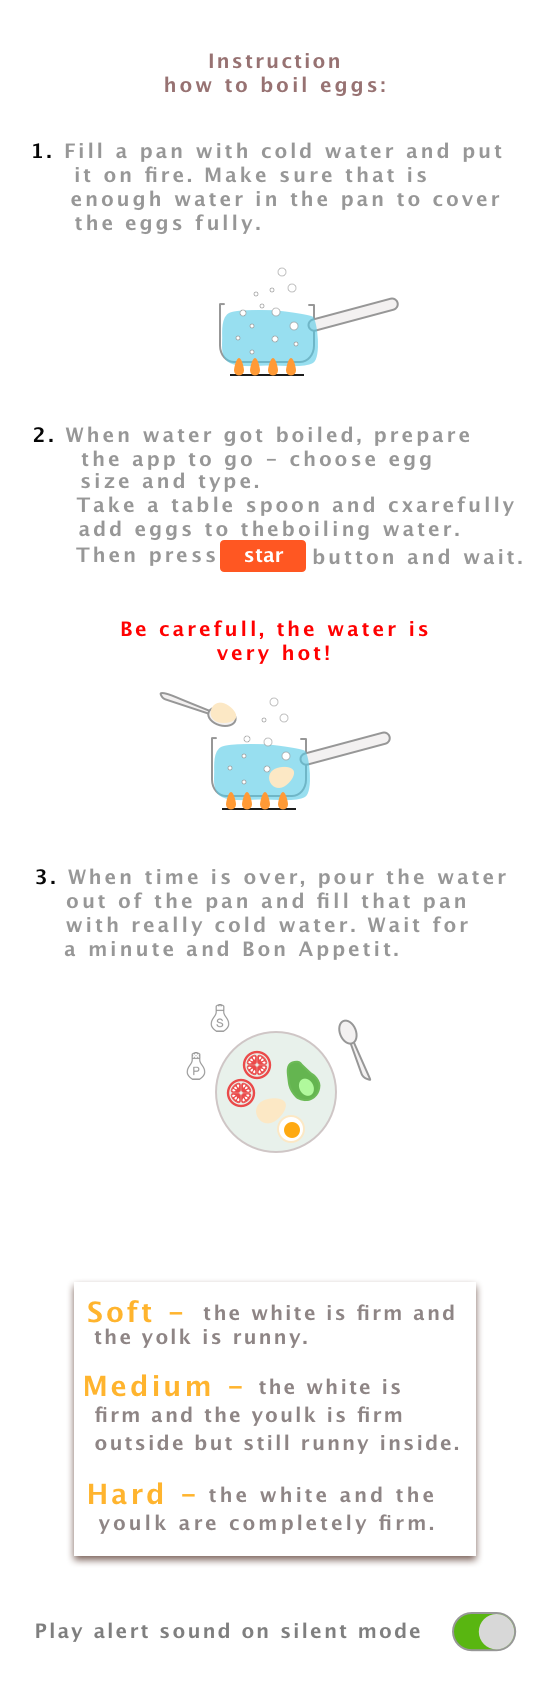 Instruction
how to boil eggs:
1. Fill a pan with cold water and put
it on fire. Make sure that is
enough water in the pan to cover
the eggs fully.
2. When water got boiled, prepare
the app to go – choose egg
size and type.
Take a table spoon and cxarefully
add eggs to theboiling water.
Then press star button and wait.
Be carefull, the water is
very hot!
3. When time is over, pour the water
out of the pan and fill that pan
with really cold water. Wait for
a minute and Bon Appetit.
S
P
Soft – the white is firm and
the yolk is runny.
Medium – the white is
firm and the youlk is firm
outside but still runny inside.
Hard – the white and the
youlk are completely firm.
Play alert sound on silent mode